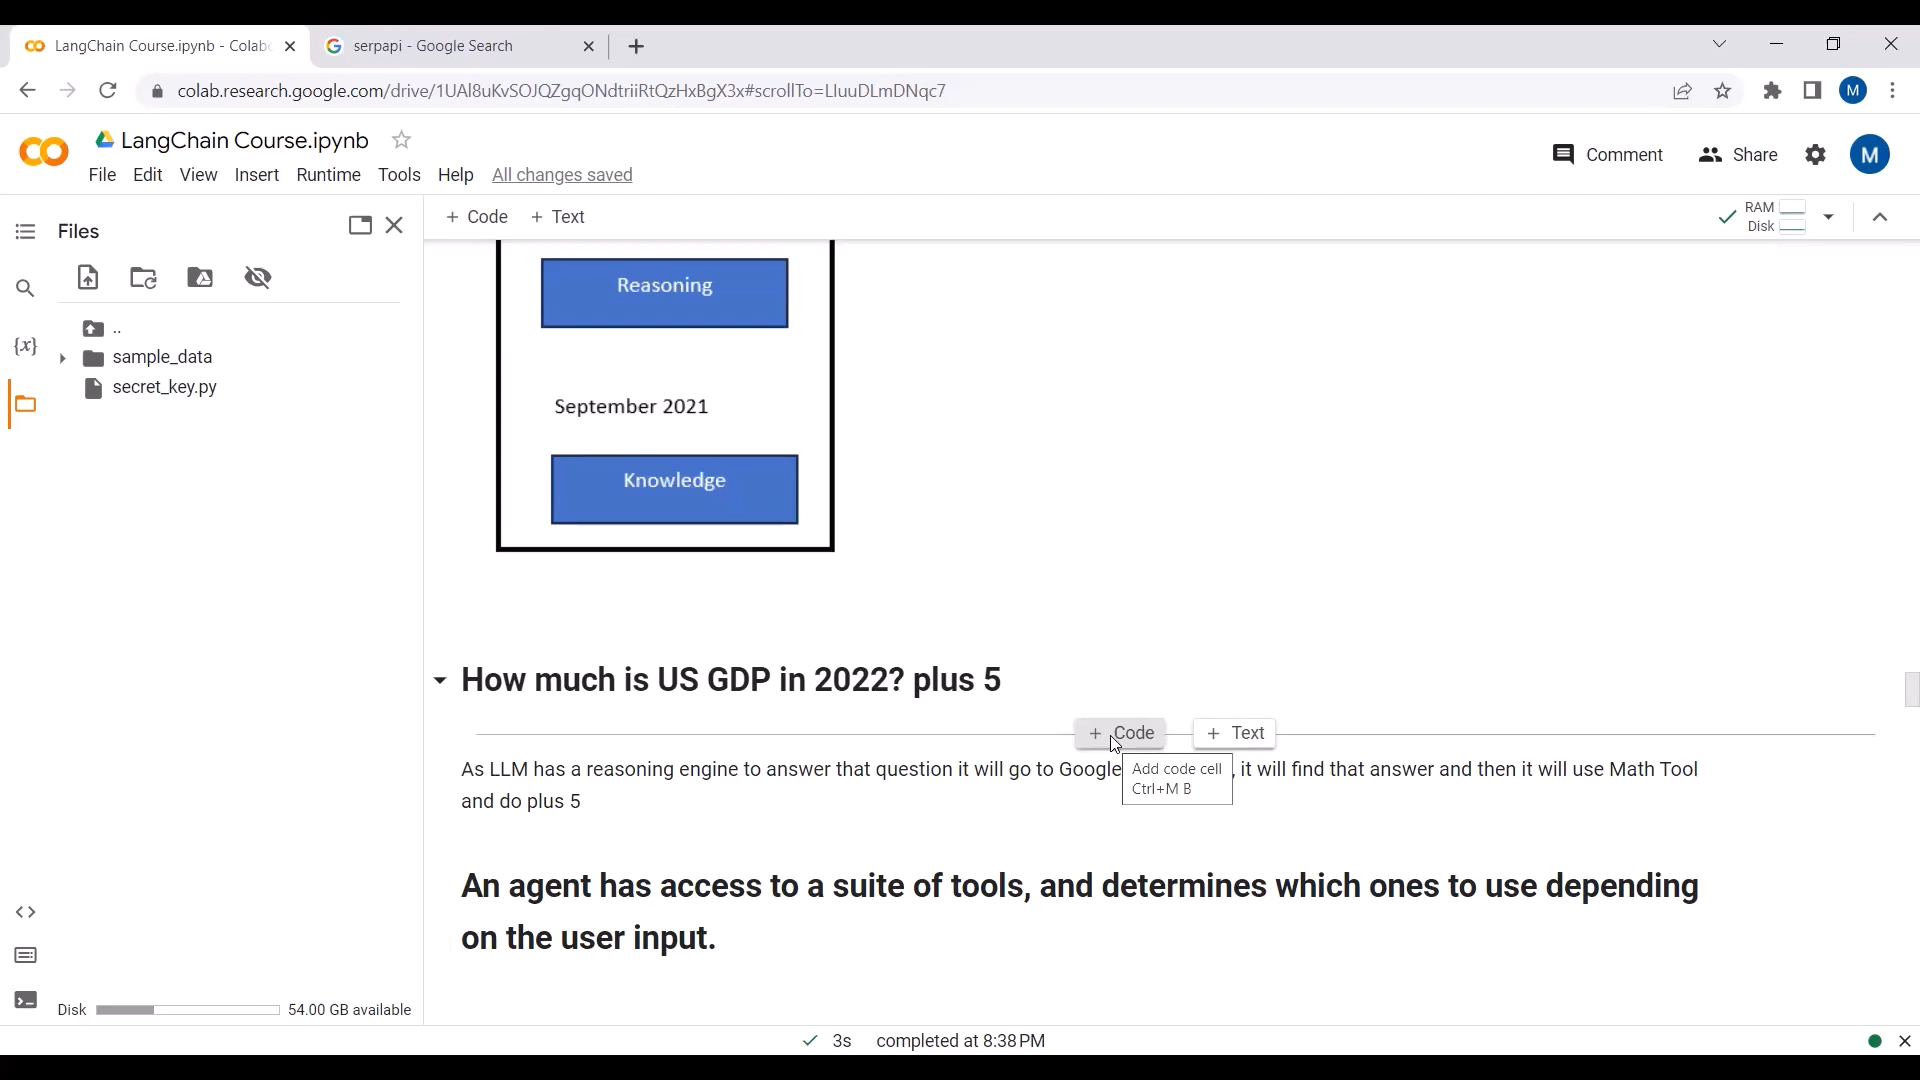 LangChain Course.ipynb - Colabo
serpapi - Google Search
colab.research.google.com/drive/1UAl8uKvSOJQZgqONdtriiRtQzHxBgX3x#scrollTo=LIuuDLmDNqc7
M
LangChain Course.ipynb
File Edit View Insert Runtime Tools Help All changes saved
Comment
Share
M
Files
+ Code + Text
RAM
Disk
{x}
..
sample_data
secret_key.py
Reasoning
September 2021
Knowledge
How much is US GDP in 2022? plus 5
+ Code + Text
As LLM has a reasoning engine to answer that question it will go to Google , it will find that answer and then it will use Math Tool
and do plus 5
Add code cell
Ctrl+M B
An agent has access to a suite of tools, and determines which ones to use depending
on the user input.
Disk 54.00 GB available
3s completed at 8:38 PM